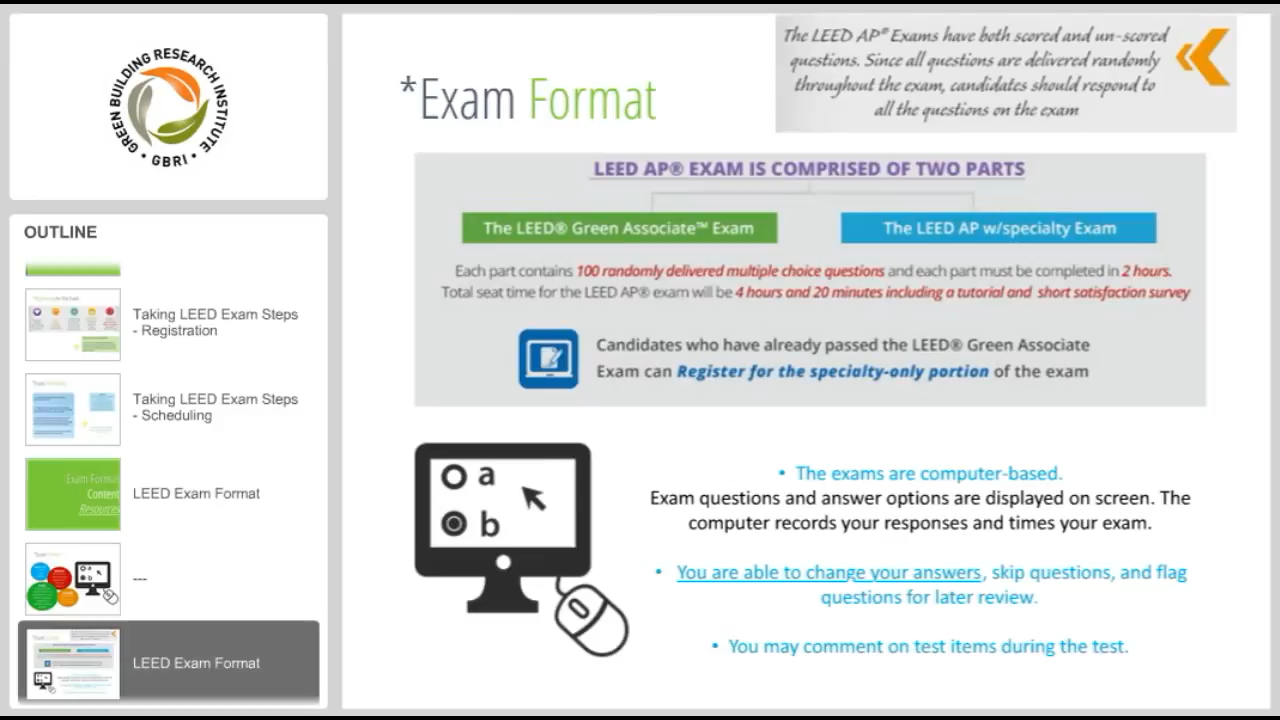 GREEN BUILDING RESEARCH INSTITUTE
• GBRI •
OUTLINE
Taking LEED Exam Steps
- Registration
Taking LEED Exam Steps
- Scheduling
Exam Format
Content
Resources
LEED Exam Format
---
LEED Exam Format
*Exam Format
The LEED AP® Exams have both scored and un-scored
questions. Since all questions are delivered randomly
throughout the exam, candidates should respond to
all the questions on the exam
LEED AP® EXAM IS COMPRISED OF TWO PARTS
The LEED® Green Associate™ Exam
The LEED AP w/specialty Exam
Each part contains 100 randomly delivered multiple choice questions and each part must be completed in 2 hours.
Total seat time for the LEED AP® exam will be 4 hours and 20 minutes including a tutorial and short satisfaction survey
Candidates who have already passed the LEED® Green Associate
Exam can Register for the specialty-only portion of the exam
a
b
• The exams are computer-based.
Exam questions and answer options are displayed on screen. The
computer records your responses and times your exam.
• You are able to change your answers, skip questions, and flag
questions for later review.
• You may comment on test items during the test.